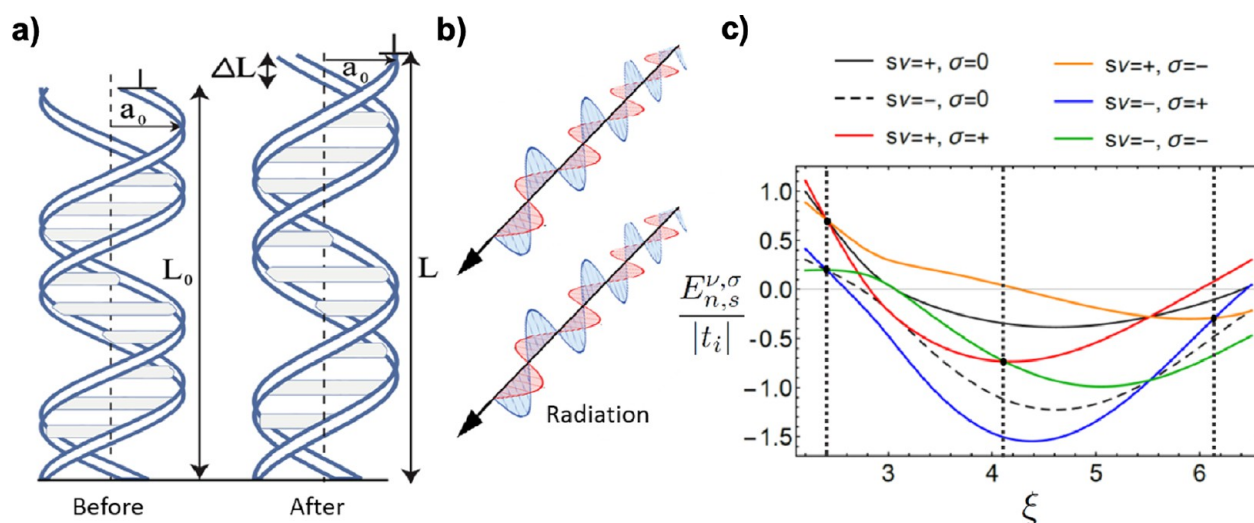 a)
ΔL
a₀
a₀
L₀
L
Before
After
b)
Radiation
c)
sν=+, σ=0
sν=-, σ=0
sν=+, σ=+
sν=+, σ=-
sν=-, σ=+
sν=-, σ=-
E_{n,s}^{ν,σ}
|t_i|
1.0
0.5
0.0
-0.5
-1.0
-1.5
3
4
5
6
ξ